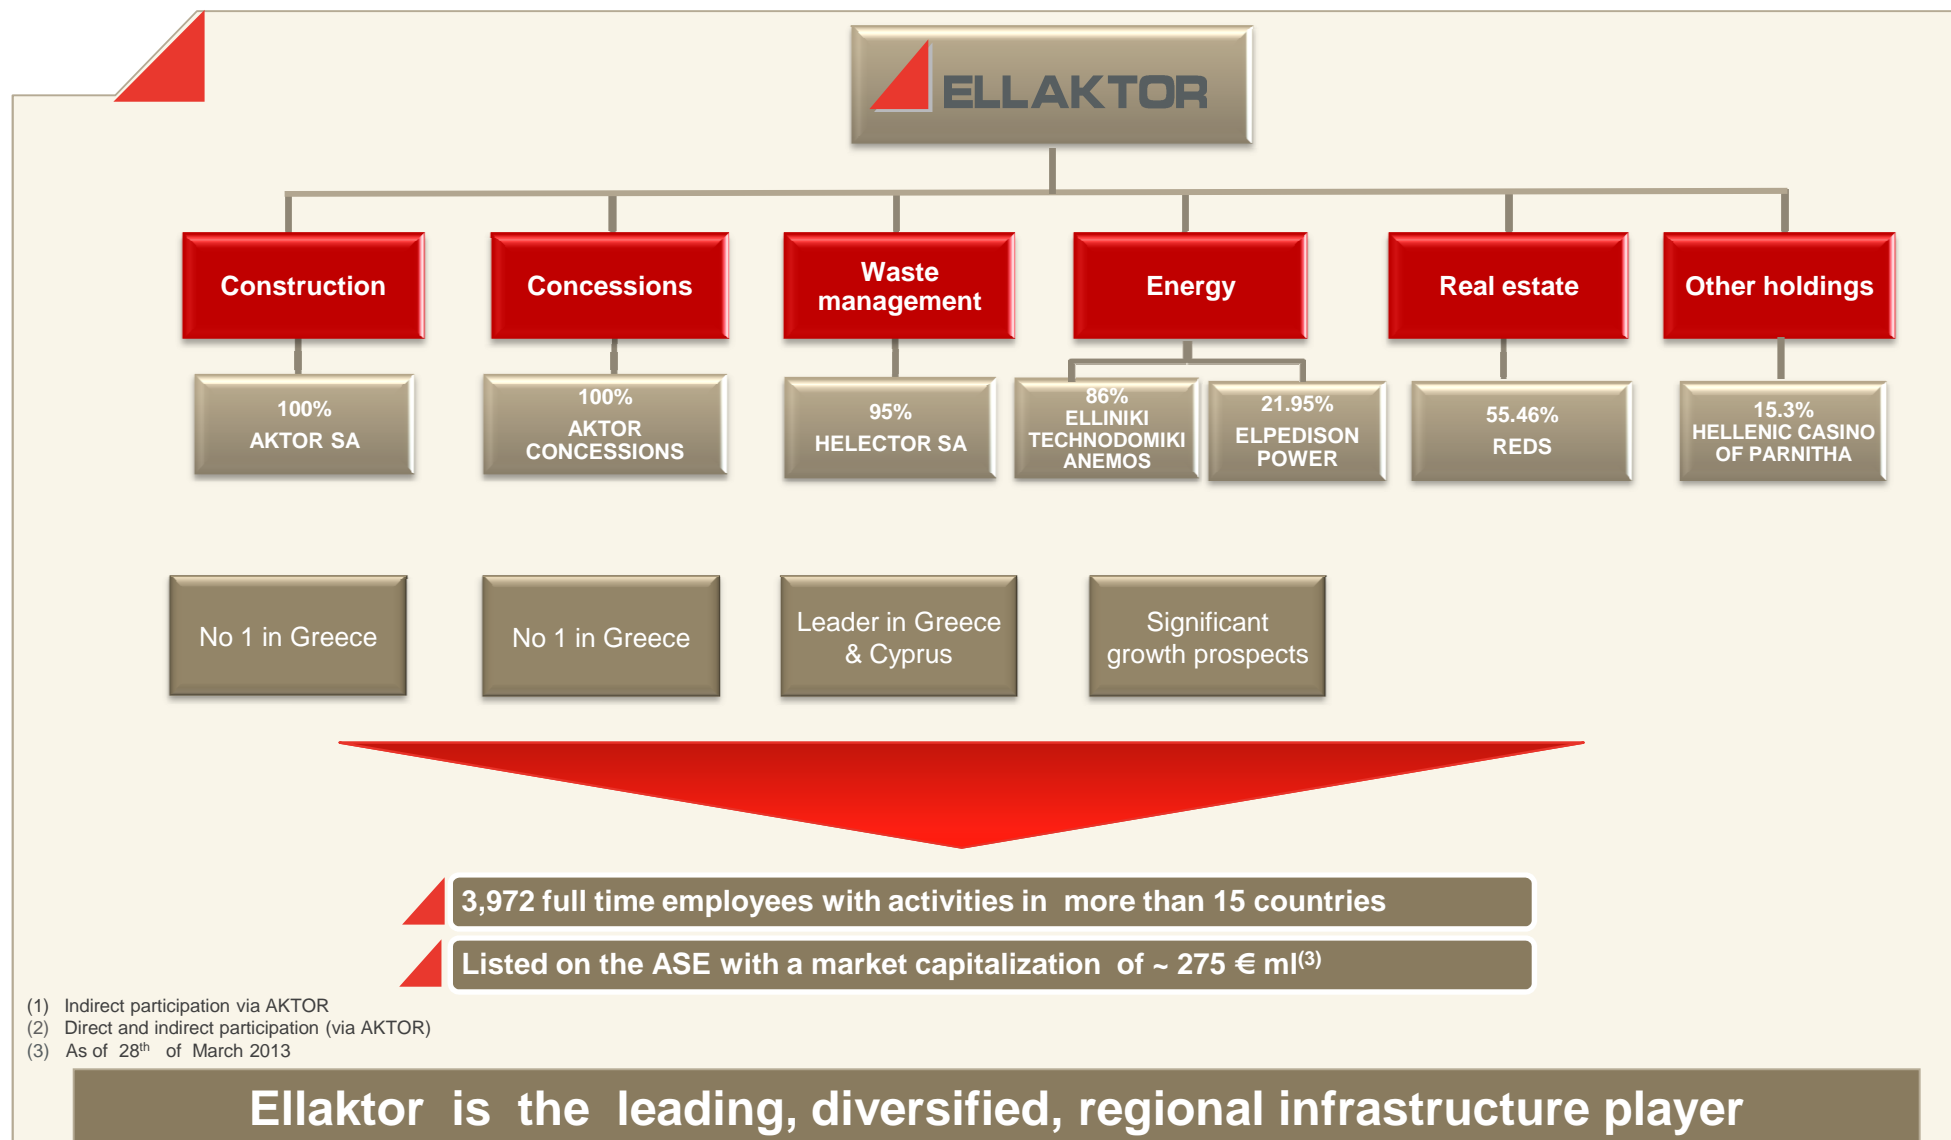 ELLAKTOR
Construction
Concessions
Waste
management
Energy
Real estate
Other holdings
100%
AKTOR SA
100%
AKTOR
CONCESSIONS
95%
HELECTOR SA
86%
ELLINIKI
TECHNODOMIKI
ANEMOS
21.95%
ELPEDISON
POWER
55.46%
REDS
15.3%
HELLENIC CASINO
OF PARNITHA
No 1 in Greece
No 1 in Greece
Leader in Greece
& Cyprus
Significant
growth prospects
3,972 full time employees with activities in more than 15 countries
Listed on the ASE with a market capitalization of ~ 275 € ml(3)
(1) Indirect participation via AKTOR
(2) Direct and indirect participation (via AKTOR)
(3) As of 28th of March 2013
Ellaktor is the leading, diversified, regional infrastructure player